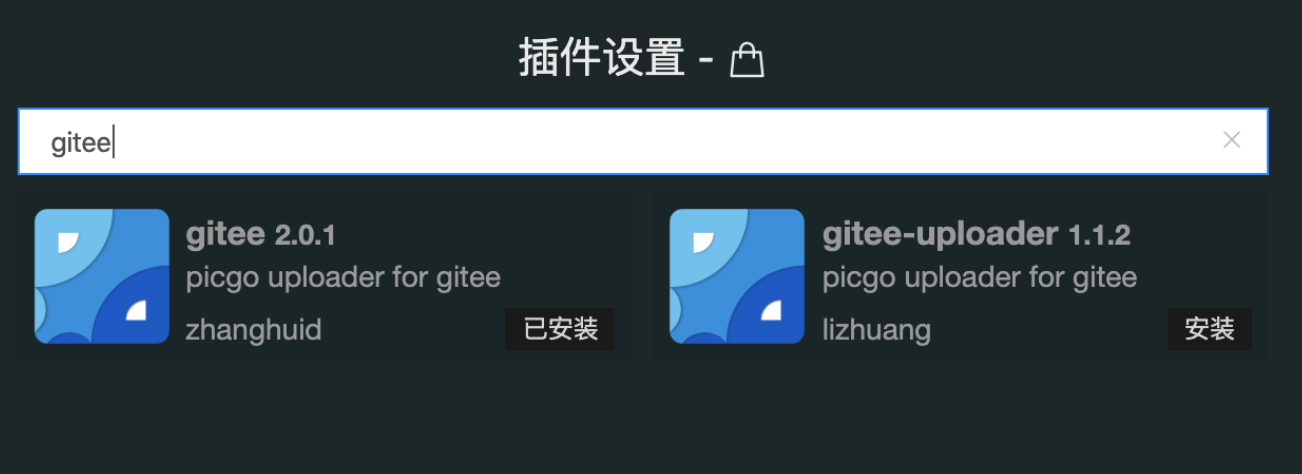 插件设置 -
gitee
gitee 2.0.1
picgo uploader for gitee
zhanghuid
已安装
gitee-uploader 1.1.2
picgo uploader for gitee
lizhuang
安装